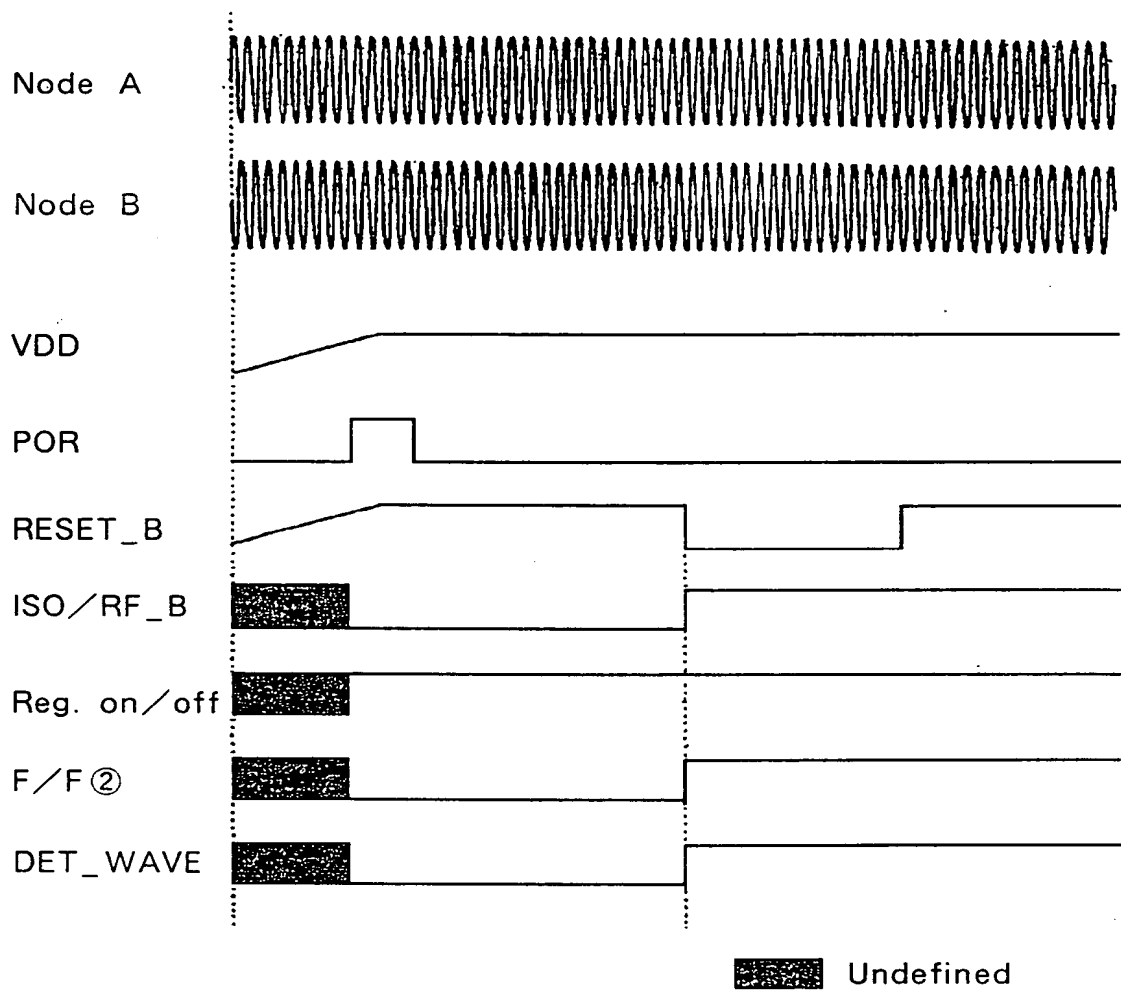 Node A
Node B
VDD
POR
RESET_B
ISO/RF_B
Reg. on/off
F/F②
DET_WAVE
Undefined